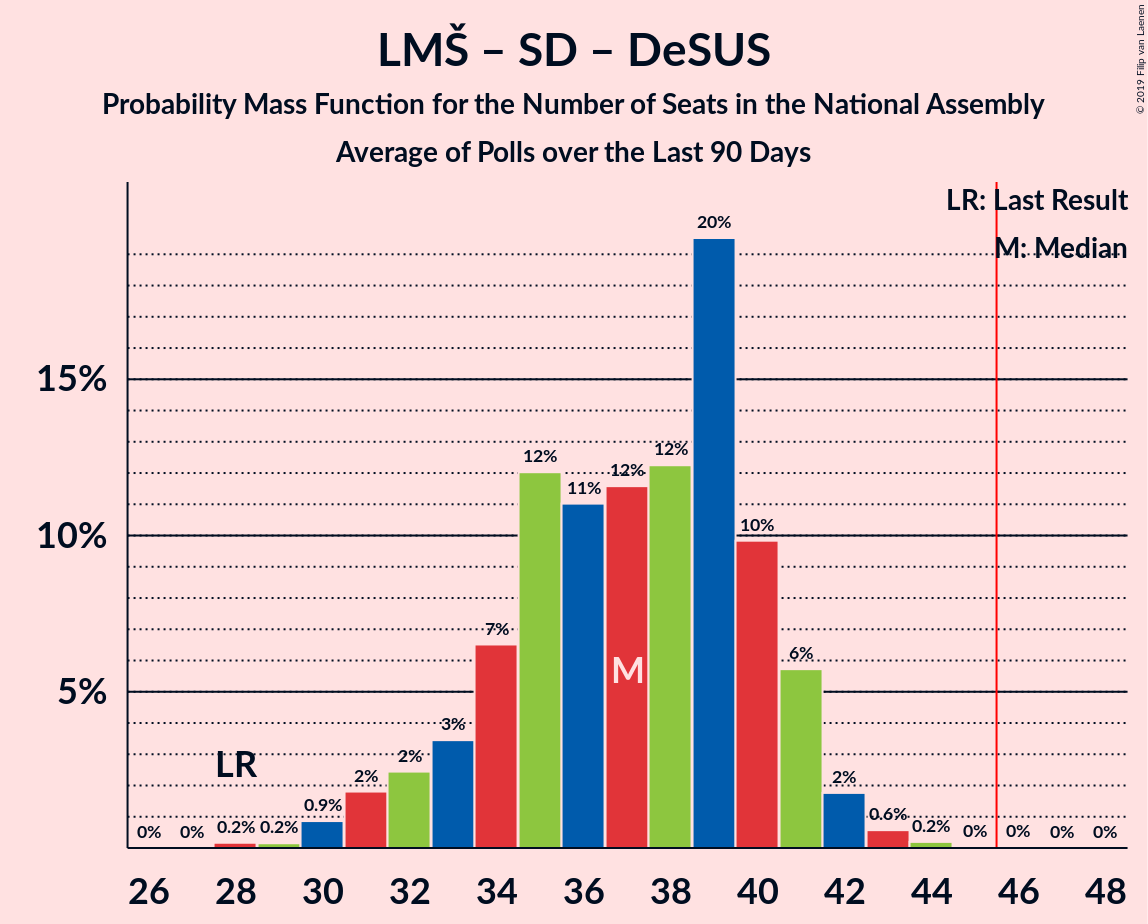 LMŠ – SD – DeSUS
Probability Mass Function for the Number of Seats in the National Assembly
Average of Polls over the Last 90 Days
© 2019 Filip van Laenen
LR: Last Result
M: Median
15%
10%
5%
0% 0% 0.2% 0.2% 0.9% 2% 2% 3% 7% 12% 11% 12% 12% 20% 10% 6% 2% 0.6% 0.2% 0% 0% 0% 0%
LR
M
26 28 30 32 34 36 38 40 42 44 46 48